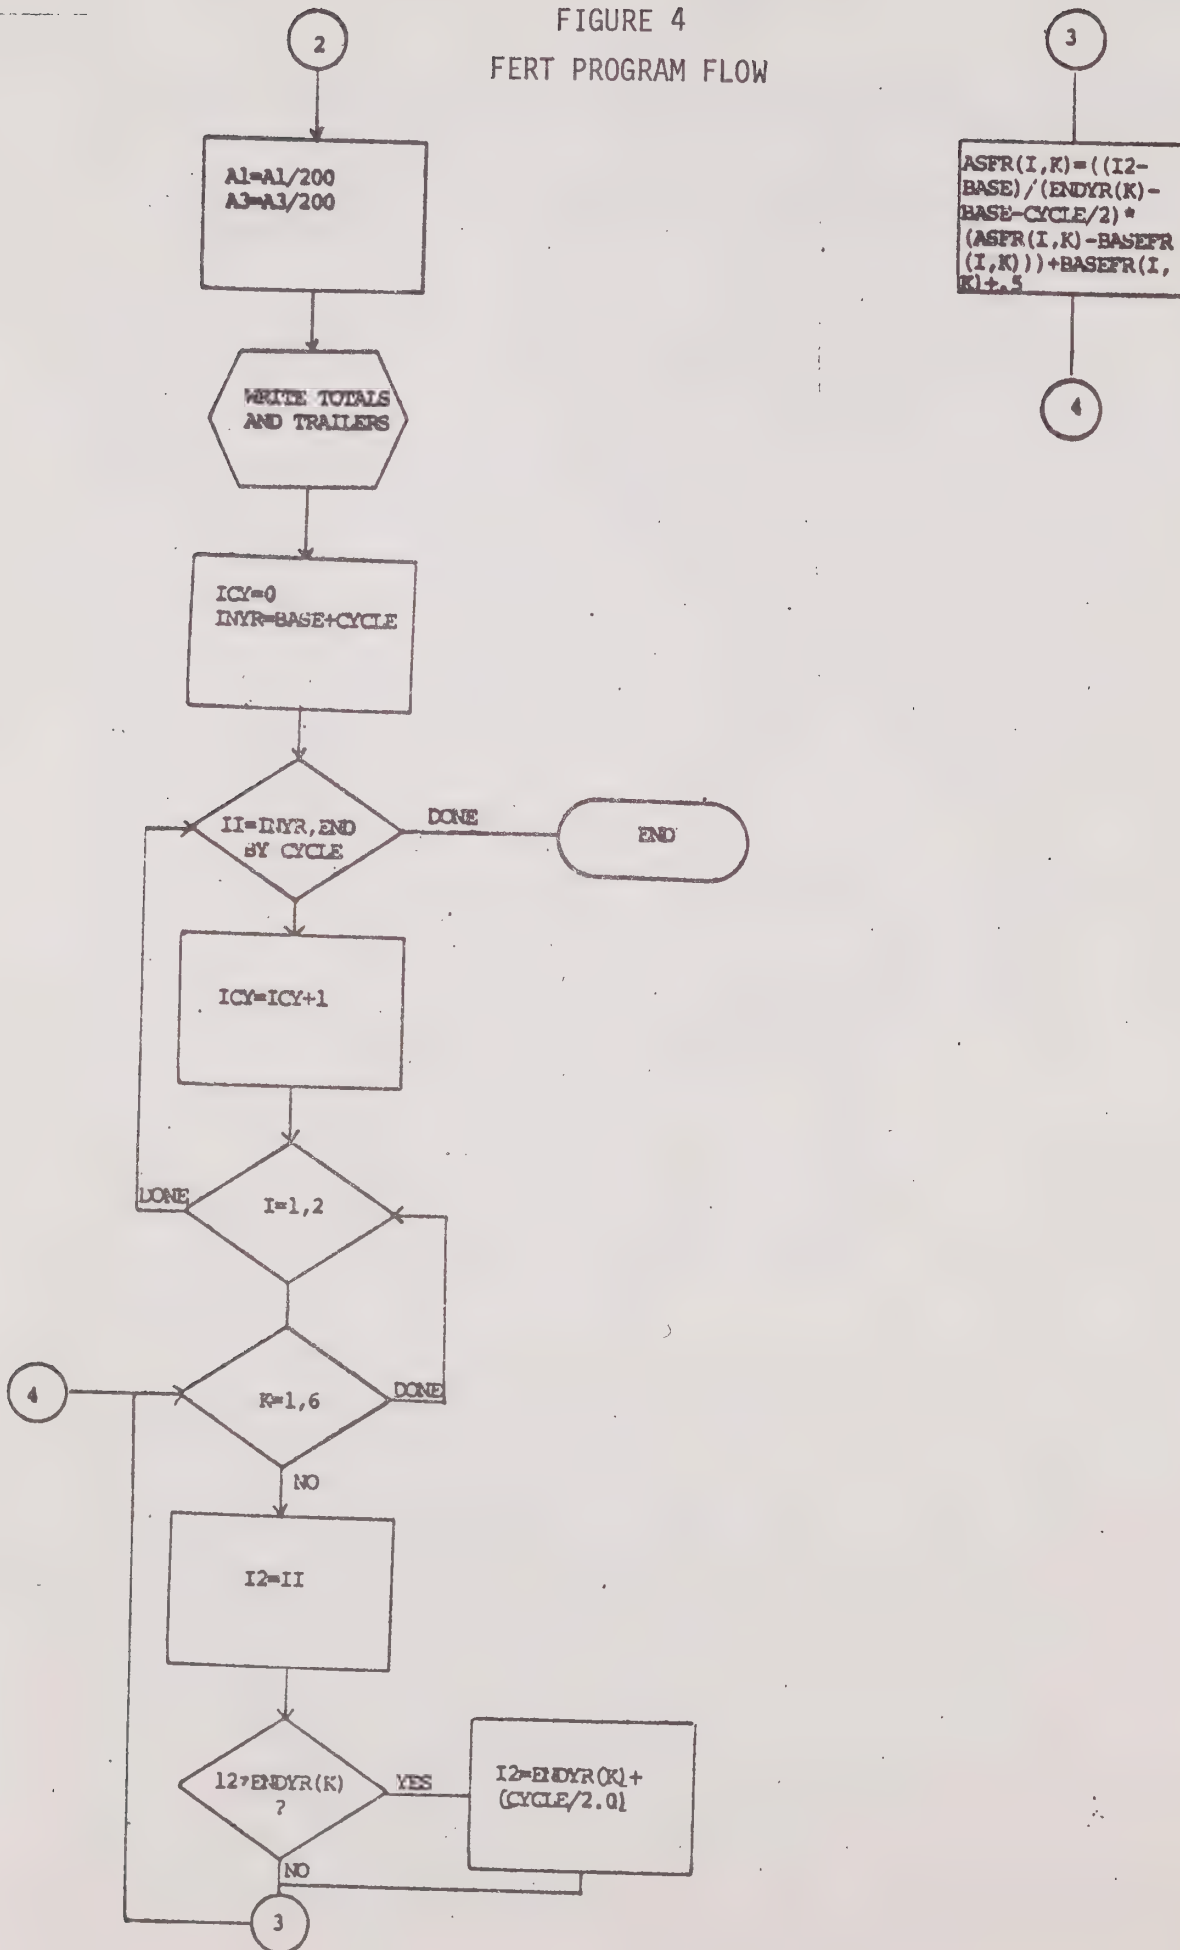 FIGURE 4
FERT PROGRAM FLOW
2
A1=A1/200
A3=A3/200
WRITE TOTALS
AND TRAILERS
ICY=0
INYR=BASE+CYCLE
II=INYR,END
BY CYCLE
DONE
END
ICY=ICY+1
DONE
I=1,2
4
K=1,6
DONE
NO
I2=II
ENDYR(K)
?
YES
I2=ENDYR(K)+
(CYCLE/2.0)
NO
3
3
ASFR(I,K)=((I2-
BASE)/(ENDYR(K)-
BASE-CYCLE/2)*
(ASFR(I,K)-BASEFR
(I,K)))+BASEFR(I,
K)+.5
4